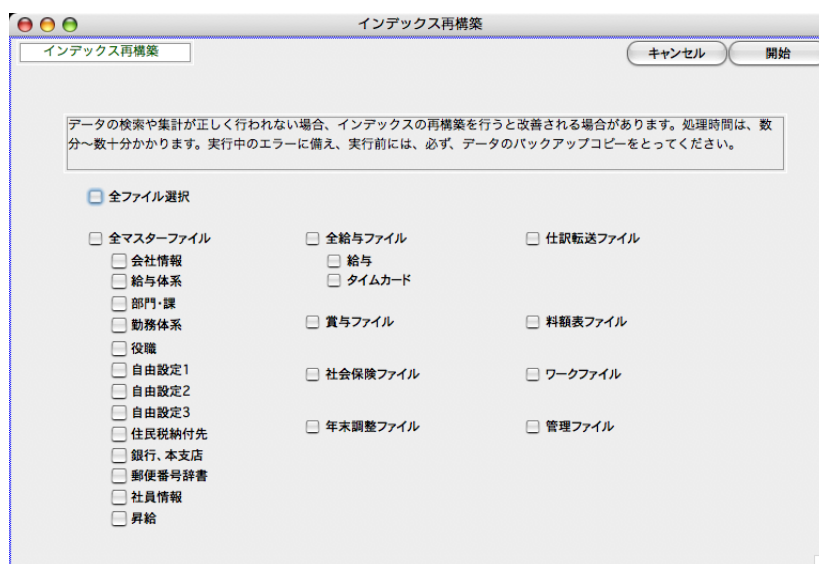 インデックス再構築
インデックス再構築
キャンセル
開始
データの検索や集計が正しく行われない場合、インデックスの再構築を行うと改善される場合があります。処理時間は、数
分〜数十分かかります。実行中のエラーに備え、実行前には、必ず、データのバックアップコピーをとってください。
全ファイル選択
全マスターファイル
会社情報
給与体系
部門・課
勤務体系
役職
自由設定1
自由設定2
自由設定3
住民税納付先
銀行、本支店
郵便番号辞書
社員情報
昇給
全給与ファイル
給与
タイムカード
賞与ファイル
社会保険ファイル
年末調整ファイル
仕訳転送ファイル
料額表ファイル
ワークファイル
管理ファイル